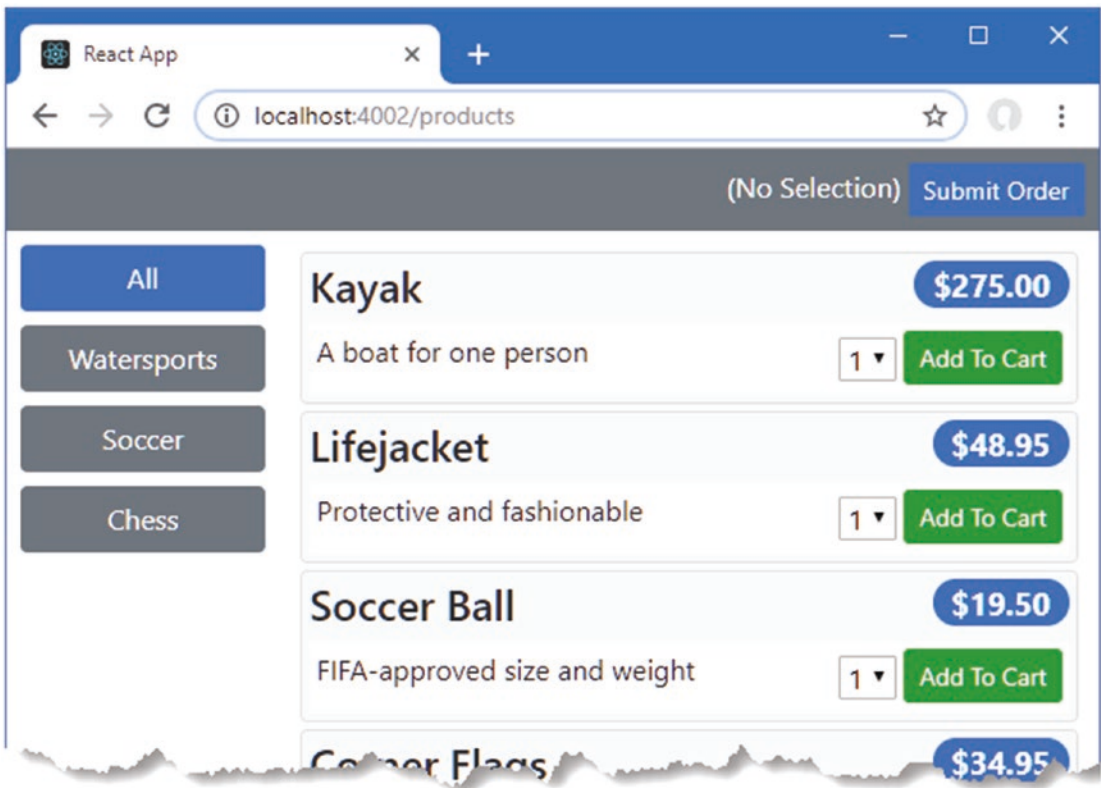 React App
localhost:4002/products
(No Selection) Submit Order
All
Watersports
Soccer
Chess
Kayak $275.00
A boat for one person 1 Add To Cart
Lifejacket $48.95
Protective and fashionable 1 Add To Cart
Soccer Ball $19.50
FIFA-approved size and weight 1 Add To Cart
Corner Flags $34.95